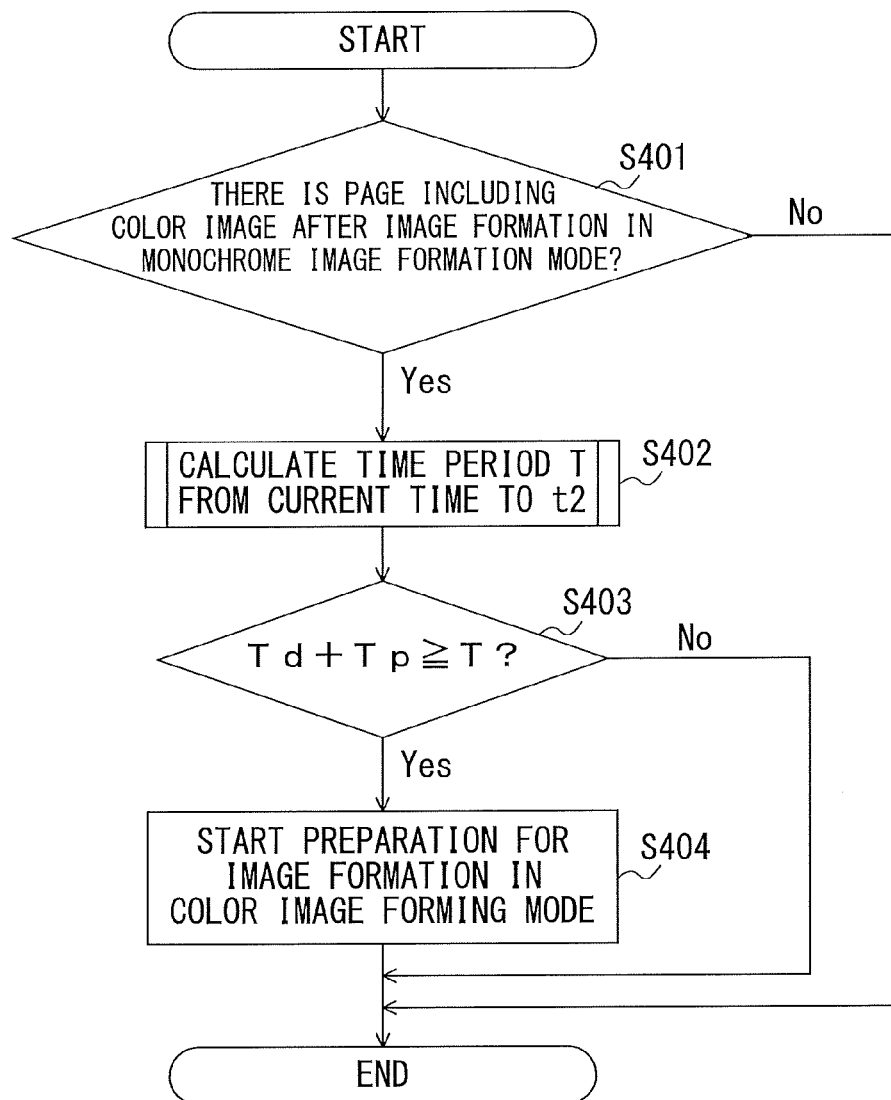 START
S401
THERE IS PAGE INCLUDING
COLOR IMAGE AFTER IMAGE FORMATION IN
MONOCHROME IMAGE FORMATION MODE?
No
Yes
CALCULATE TIME PERIOD T
FROM CURRENT TIME TO t2
S402
S403
Td+Tp≧T?
No
Yes
START PREPARATION FOR
IMAGE FORMATION IN
COLOR IMAGE FORMING MODE
S404
END